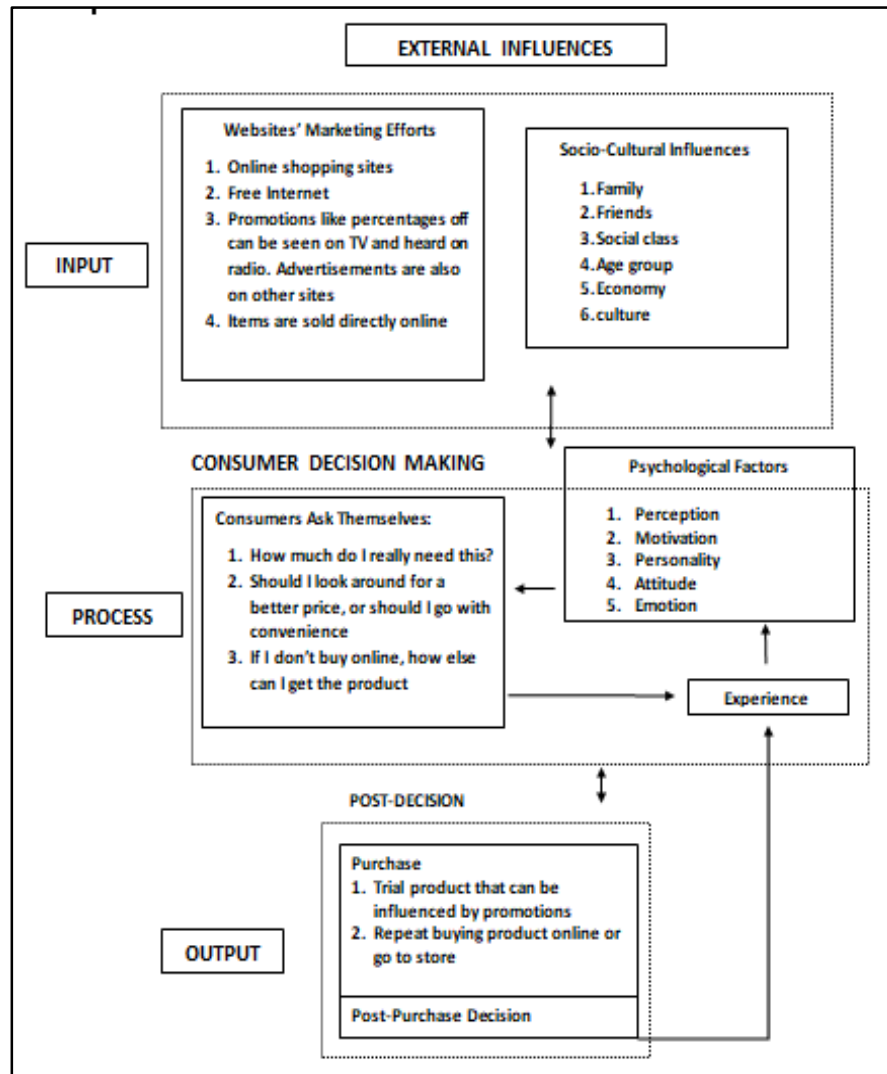 EXTERNAL INFLUENCES
Websites' Marketing Efforts
1. Online shopping sites
2. Free Internet
3. Promotions like percentages off
can be seen on TV and heard on
radio. Advertisements are also
on other sites
4. Items are sold directly online
Socio-Cultural Influences
1. Family
2. Friends
3. Social class
4. Age group
5. Economy
6. culture
INPUT
CONSUMER DECISION MAKING
Psychological Factors
1. Perception
2. Motivation
3. Personality
4. Attitude
5. Emotion
Consumers Ask Themselves:
1. How much do I really need this?
2. Should I look around for a
better price, or should I go with
convenience
3. If I don't buy online, how else
can I get the product
PROCESS
Experience
POST-DECISION
Purchase
1. Trial product that can be
influenced by promotions
2. Repeat buying product online or
go to store
OUTPUT
Post-Purchase Decision